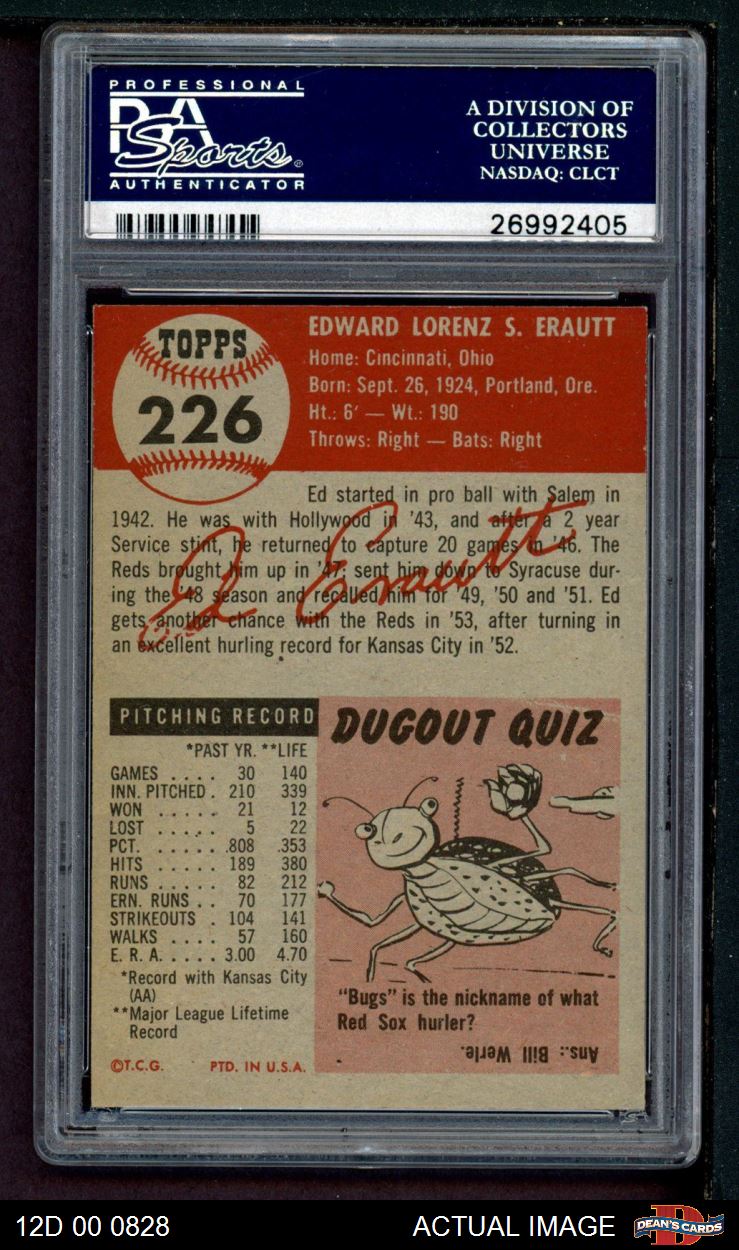 PROFESSIONAL
PSA
Sports®
AUTHENTICATOR
A DIVISION OF
COLLECTORS
UNIVERSE
NASDAQ: CLCT
26992405
TOPPS
226
EDWARD LORENZ S. ERAUTT
Home: Cincinnati, Ohio
Born: Sept. 26, 1924, Portland, Ore.
Ht.: 6' — Wt.: 190
Throws: Right — Bats: Right
Ed started in pro ball with Salem in
1942. He was with Hollywood in '43, and after a 2 year
Service stint, he returned to capture 20 games in '46. The
Reds brought him up in '47; sent him down to Syracuse dur-
ing the '48 season and recalled him for '49, '50 and '51. Ed
gets another chance with the Reds in '53, after turning in
an excellent hurling record for Kansas City in '52.
Ed Erautt
PITCHING RECORD
*PAST YR. **LIFE
GAMES . . . . 30 140
INN. PITCHED . 210 339
WON . . . . . 21 12
LOST . . . . . 5 22
PCT. . . . . . .808 .353
HITS . . . . . 189 380
RUNS . . . . . 82 212
ERN. RUNS . . 70 177
STRIKEOUTS . 104 141
WALKS . . . . 57 160
E. R. A. . . . . 3.00 4.70
*Record with Kansas City
(AA)
**Major League Lifetime
Record
©T.C.G. PTD. IN U.S.A.
DUGOUT QUIZ
"Bugs" is the nickname of what
Red Sox hurler?
Ans.: Bill Werle.
12D 00 0828
ACTUAL IMAGE
D
DEAN'S CARDS